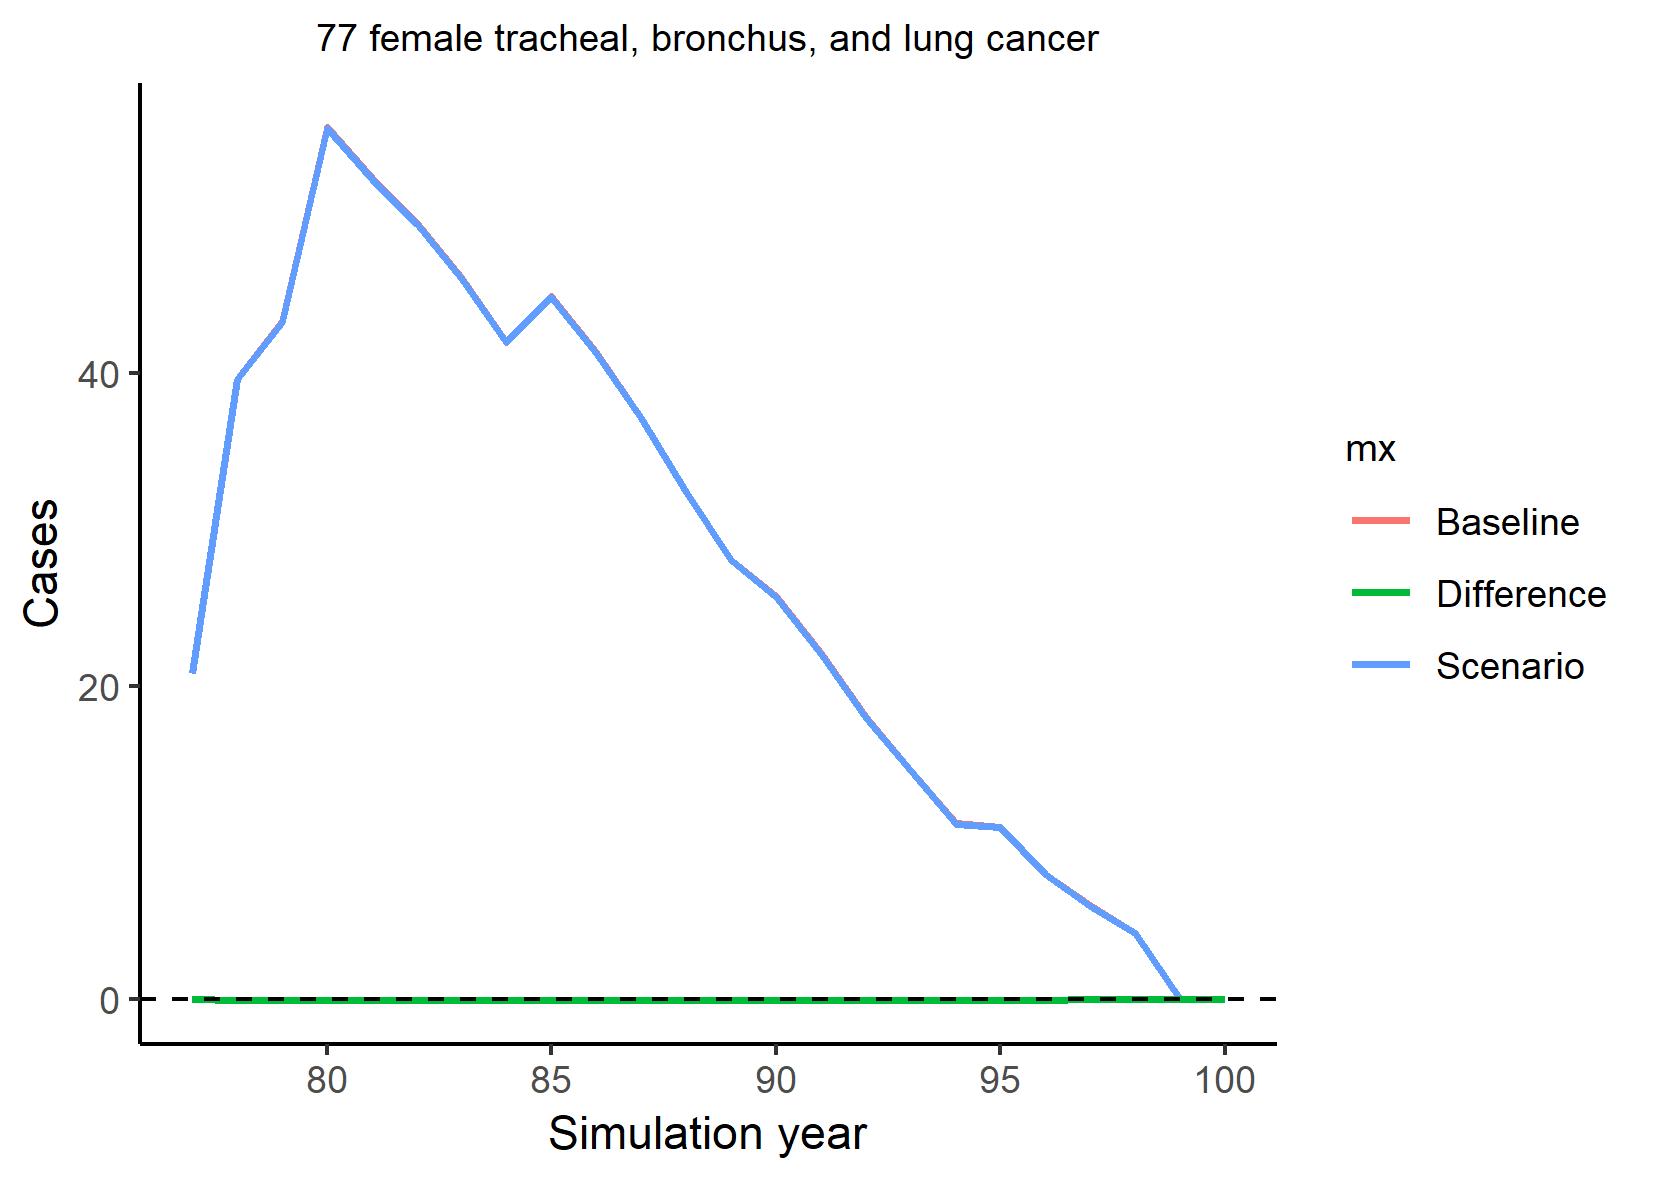 77 female tracheal, bronchus, and lung cancer
Cases
40
20
0
80 85 90 95 100
Simulation year
mx
Baseline
Difference
Scenario